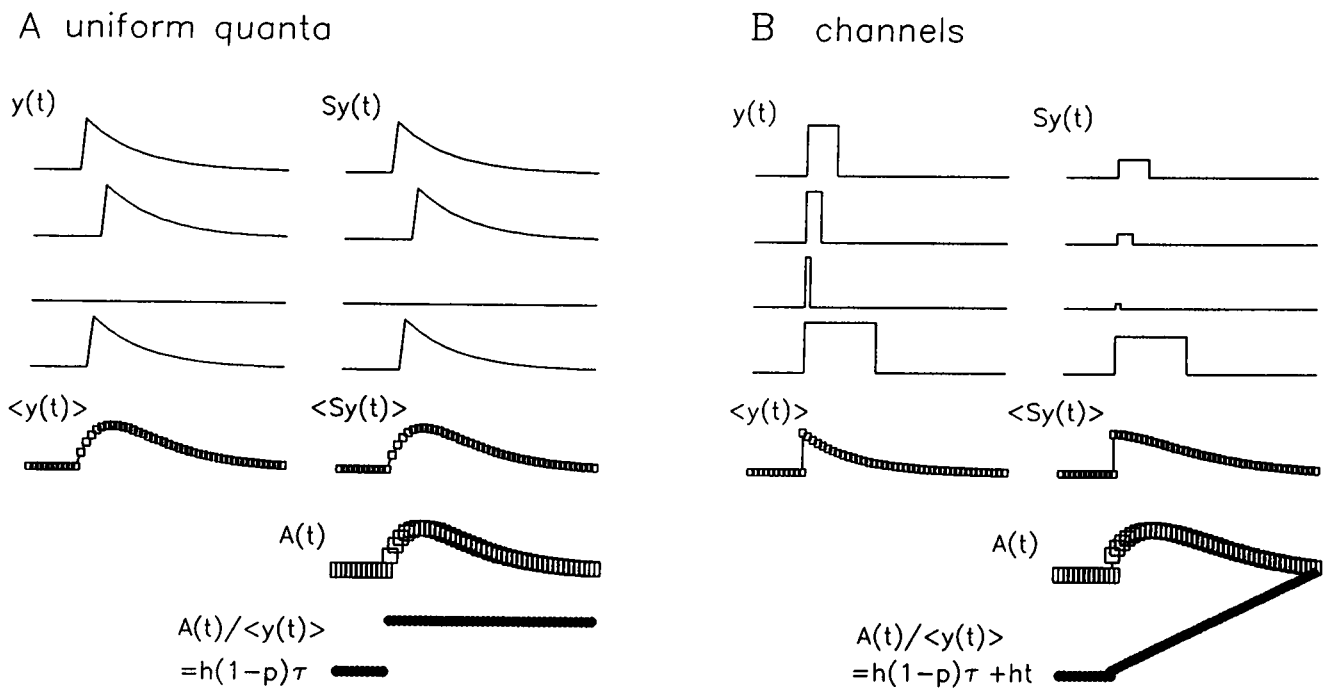 A uniform quanta
y(t)
Sy(t)
<y(t)>
<Sy(t)>
A(t)
A(t)/<y(t)>
=h(1−p)τ
B channels
y(t)
Sy(t)
<y(t)>
<Sy(t)>
A(t)
A(t)/<y(t)>
=h(1−p)τ +ht